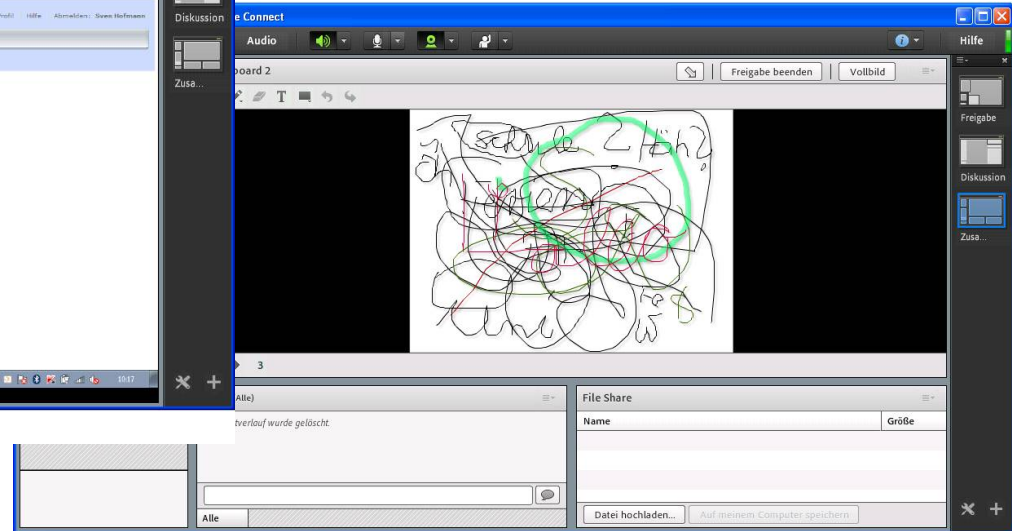 Profil Hilfe Abmelden: Sven Hofmann
Diskussion
Zusa...
10:17
e Connect
Audio
Hilfe
board 2
Freigabe beenden
Vollbild
T
3
Freigabe
Diskussion
Zusa...
Alle)
tverlauf wurde gelöscht.
Alle
File Share
Name Größe
Datei hochladen...
Auf meinem Computer speichern